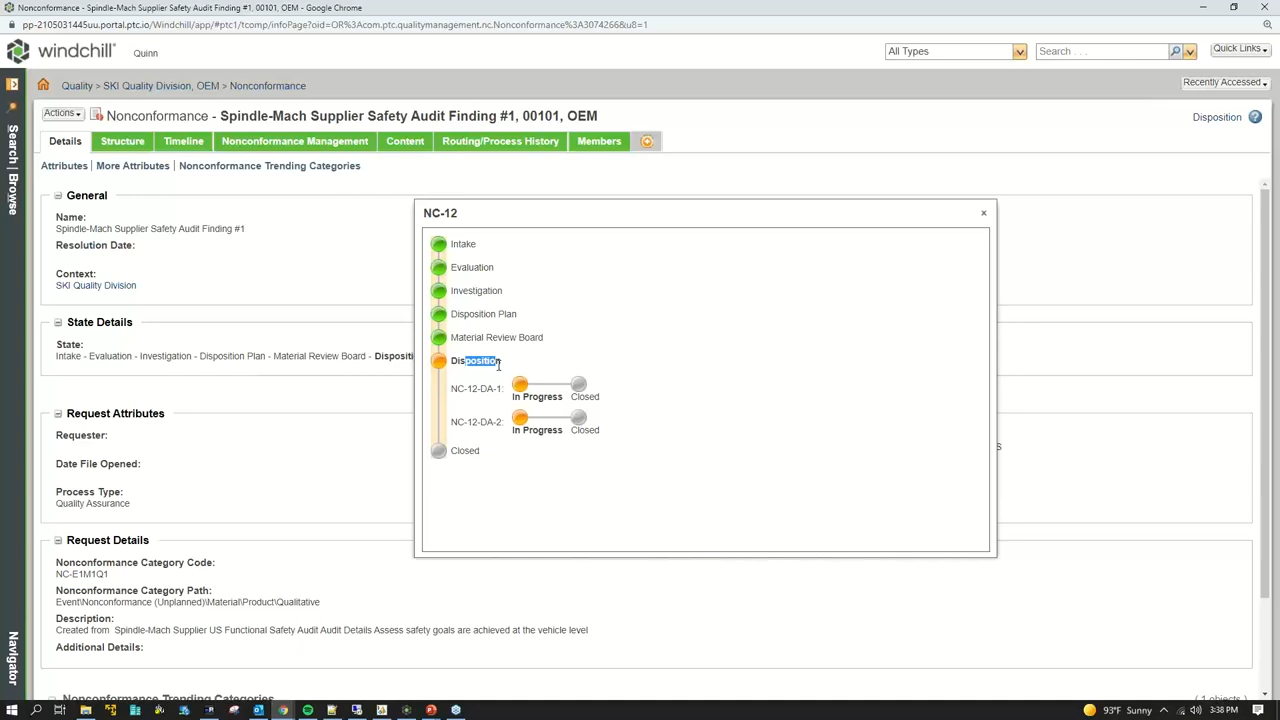 Nonconformance - Spindle-Mach Supplier Safety Audit Finding #1, 00101, OEM - Google Chrome
pp-2105031445uu.portal.ptc.io/Windchill/app/#ptc1/tcomp/infoPage?oid=OR%3Acom.ptc.qualitymanagement.nc.Nonconformance%3A3074266&u8=1
windchill Quinn All Types Search . . . Quick Links
Quality > SKI Quality Division, OEM > Nonconformance Recently Accessed
Actions Nonconformance - Spindle-Mach Supplier Safety Audit Finding #1, 00101, OEM Disposition
Details Structure Timeline Nonconformance Management Content Routing/Process History Members
Attributes | More Attributes | Nonconformance Trending Categories
Search | Browse
Navigator
General
Name:
Spindle-Mach Supplier Safety Audit Finding #1
Resolution Date:
Context:
SKI Quality Division
State Details
State:
Intake - Evaluation - Investigation - Disposition Plan - Material Review Board - Dispositi
Request Attributes
Requester:
Date File Opened:
Process Type:
Quality Assurance
Request Details
Nonconformance Category Code:
NC-E1M1Q1
Nonconformance Category Path:
Event\Nonconformance (Unplanned)\Material\Product\Qualitative
Description:
Created from Spindle-Mach Supplier US Functional Safety Audit Audit Details Assess safety goals are achieved at the vehicle level
Additional Details:
Nonconformance Trending Categories ( 1 objects )
NC-12 ×
Intake
Evaluation
Investigation
Disposition Plan
Material Review Board
Disposition
NC-12-DA-1:
In Progress Closed
NC-12-DA-2:
In Progress Closed
Closed
s
93°F Sunny 3:38 PM